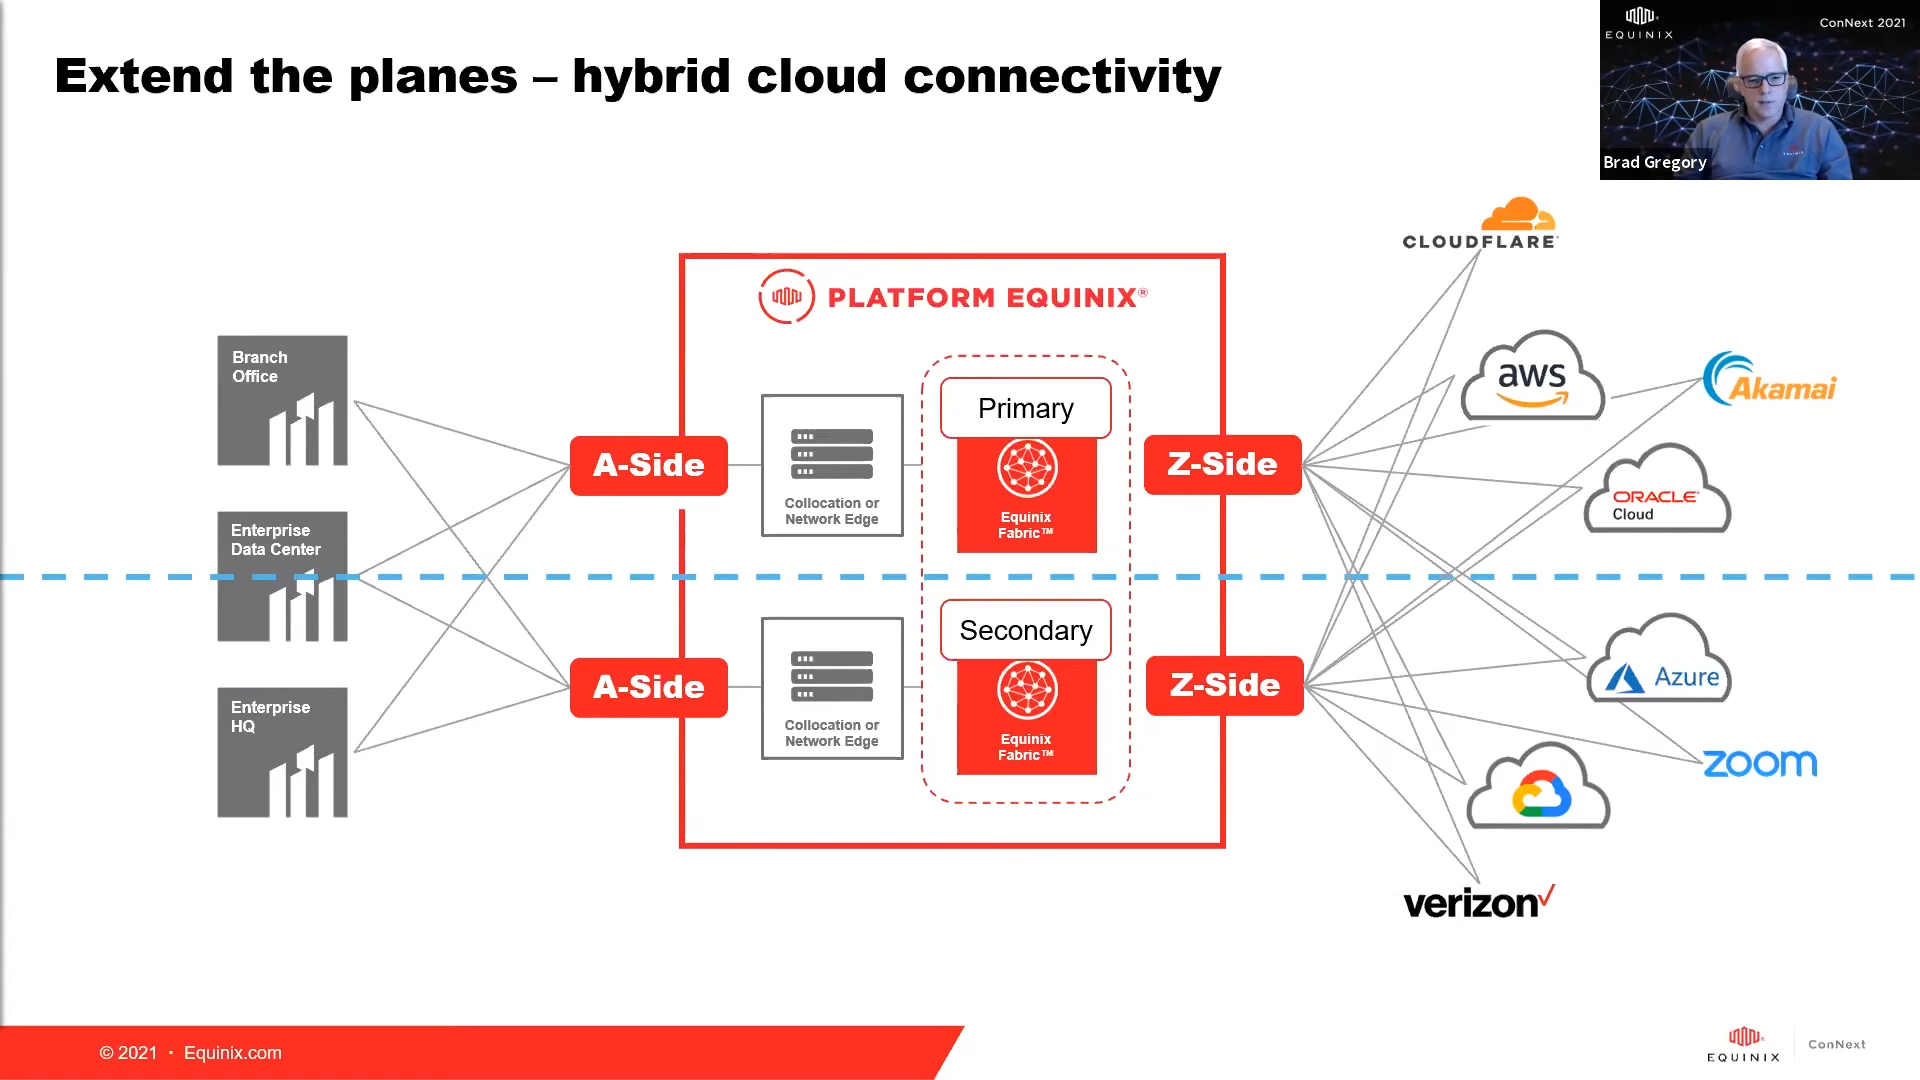 Extend the planes – hybrid cloud connectivity
EQUINIX
ConNext 2021
Brad Gregory
CLOUDFLARE
PLATFORM EQUINIX®
Branch
Office
aws
Akamai
Primary
A-Side
Z-Side
ORACLE
Cloud
Collocation or
Network Edge
Equinix
Fabric™
Enterprise
Data Center
Secondary
A-Side
Z-Side
Azure
Collocation or
Network Edge
Equinix
Fabric™
Enterprise
HQ
zoom
verizon
© 2021 · Equinix.com
EQUINIX
ConNext